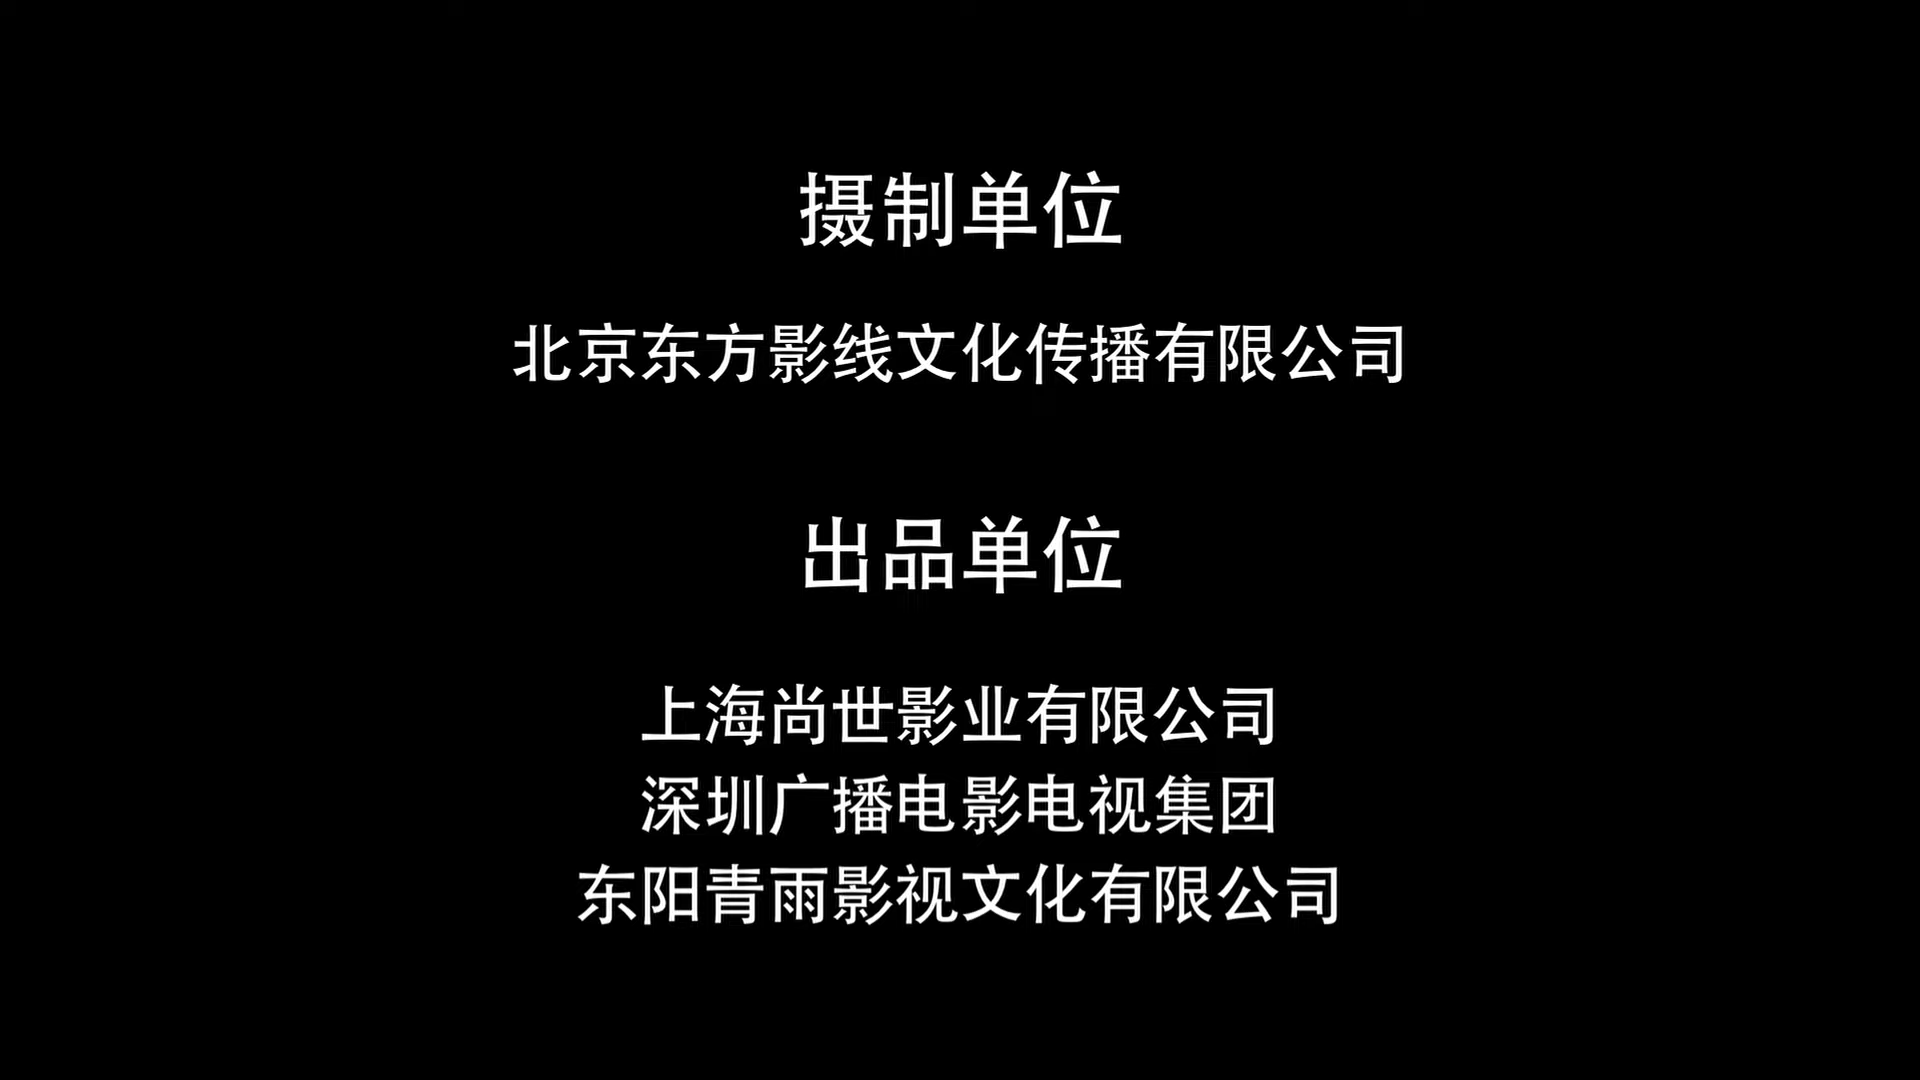 摄制单位
北京东方影线文化传播有限公司
出品单位
上海尚世影业有限公司
深圳广播电影电视集团
东阳青雨影视文化有限公司